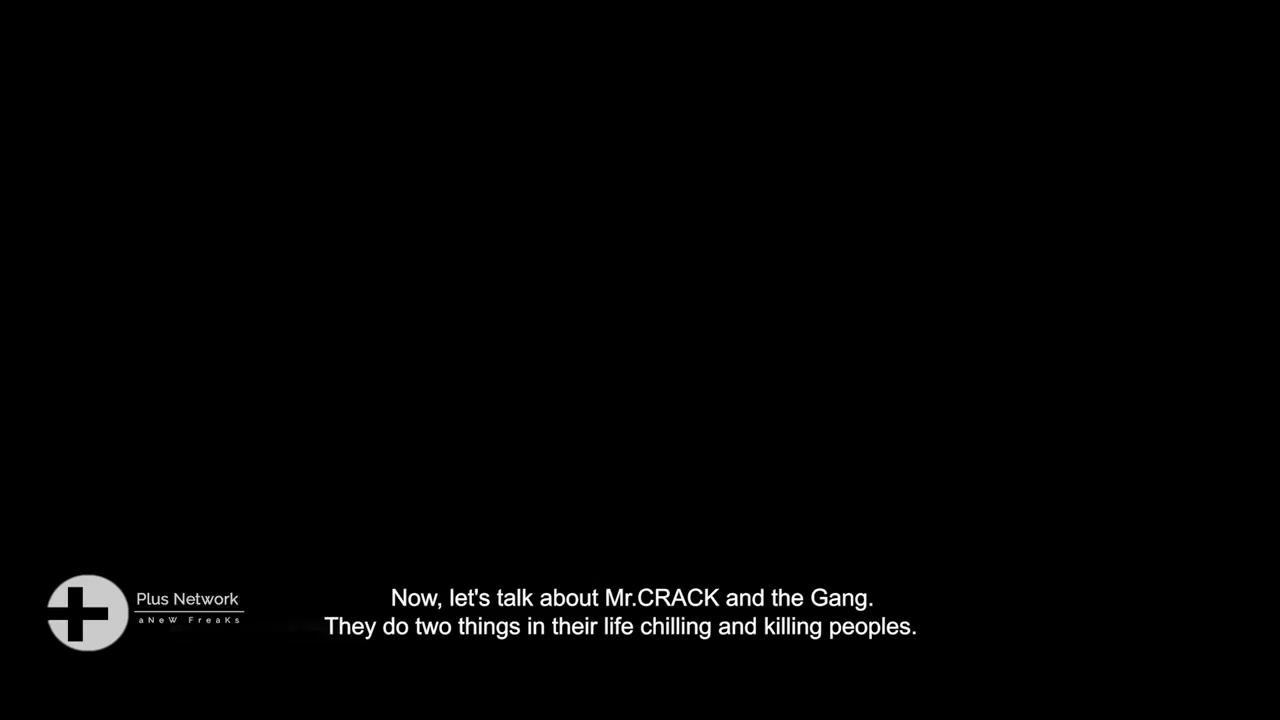 Plus Network
aNeW FreaKs
Now, let's talk about Mr.CRACK and the Gang.
They do two things in their life chilling and killing peoples.